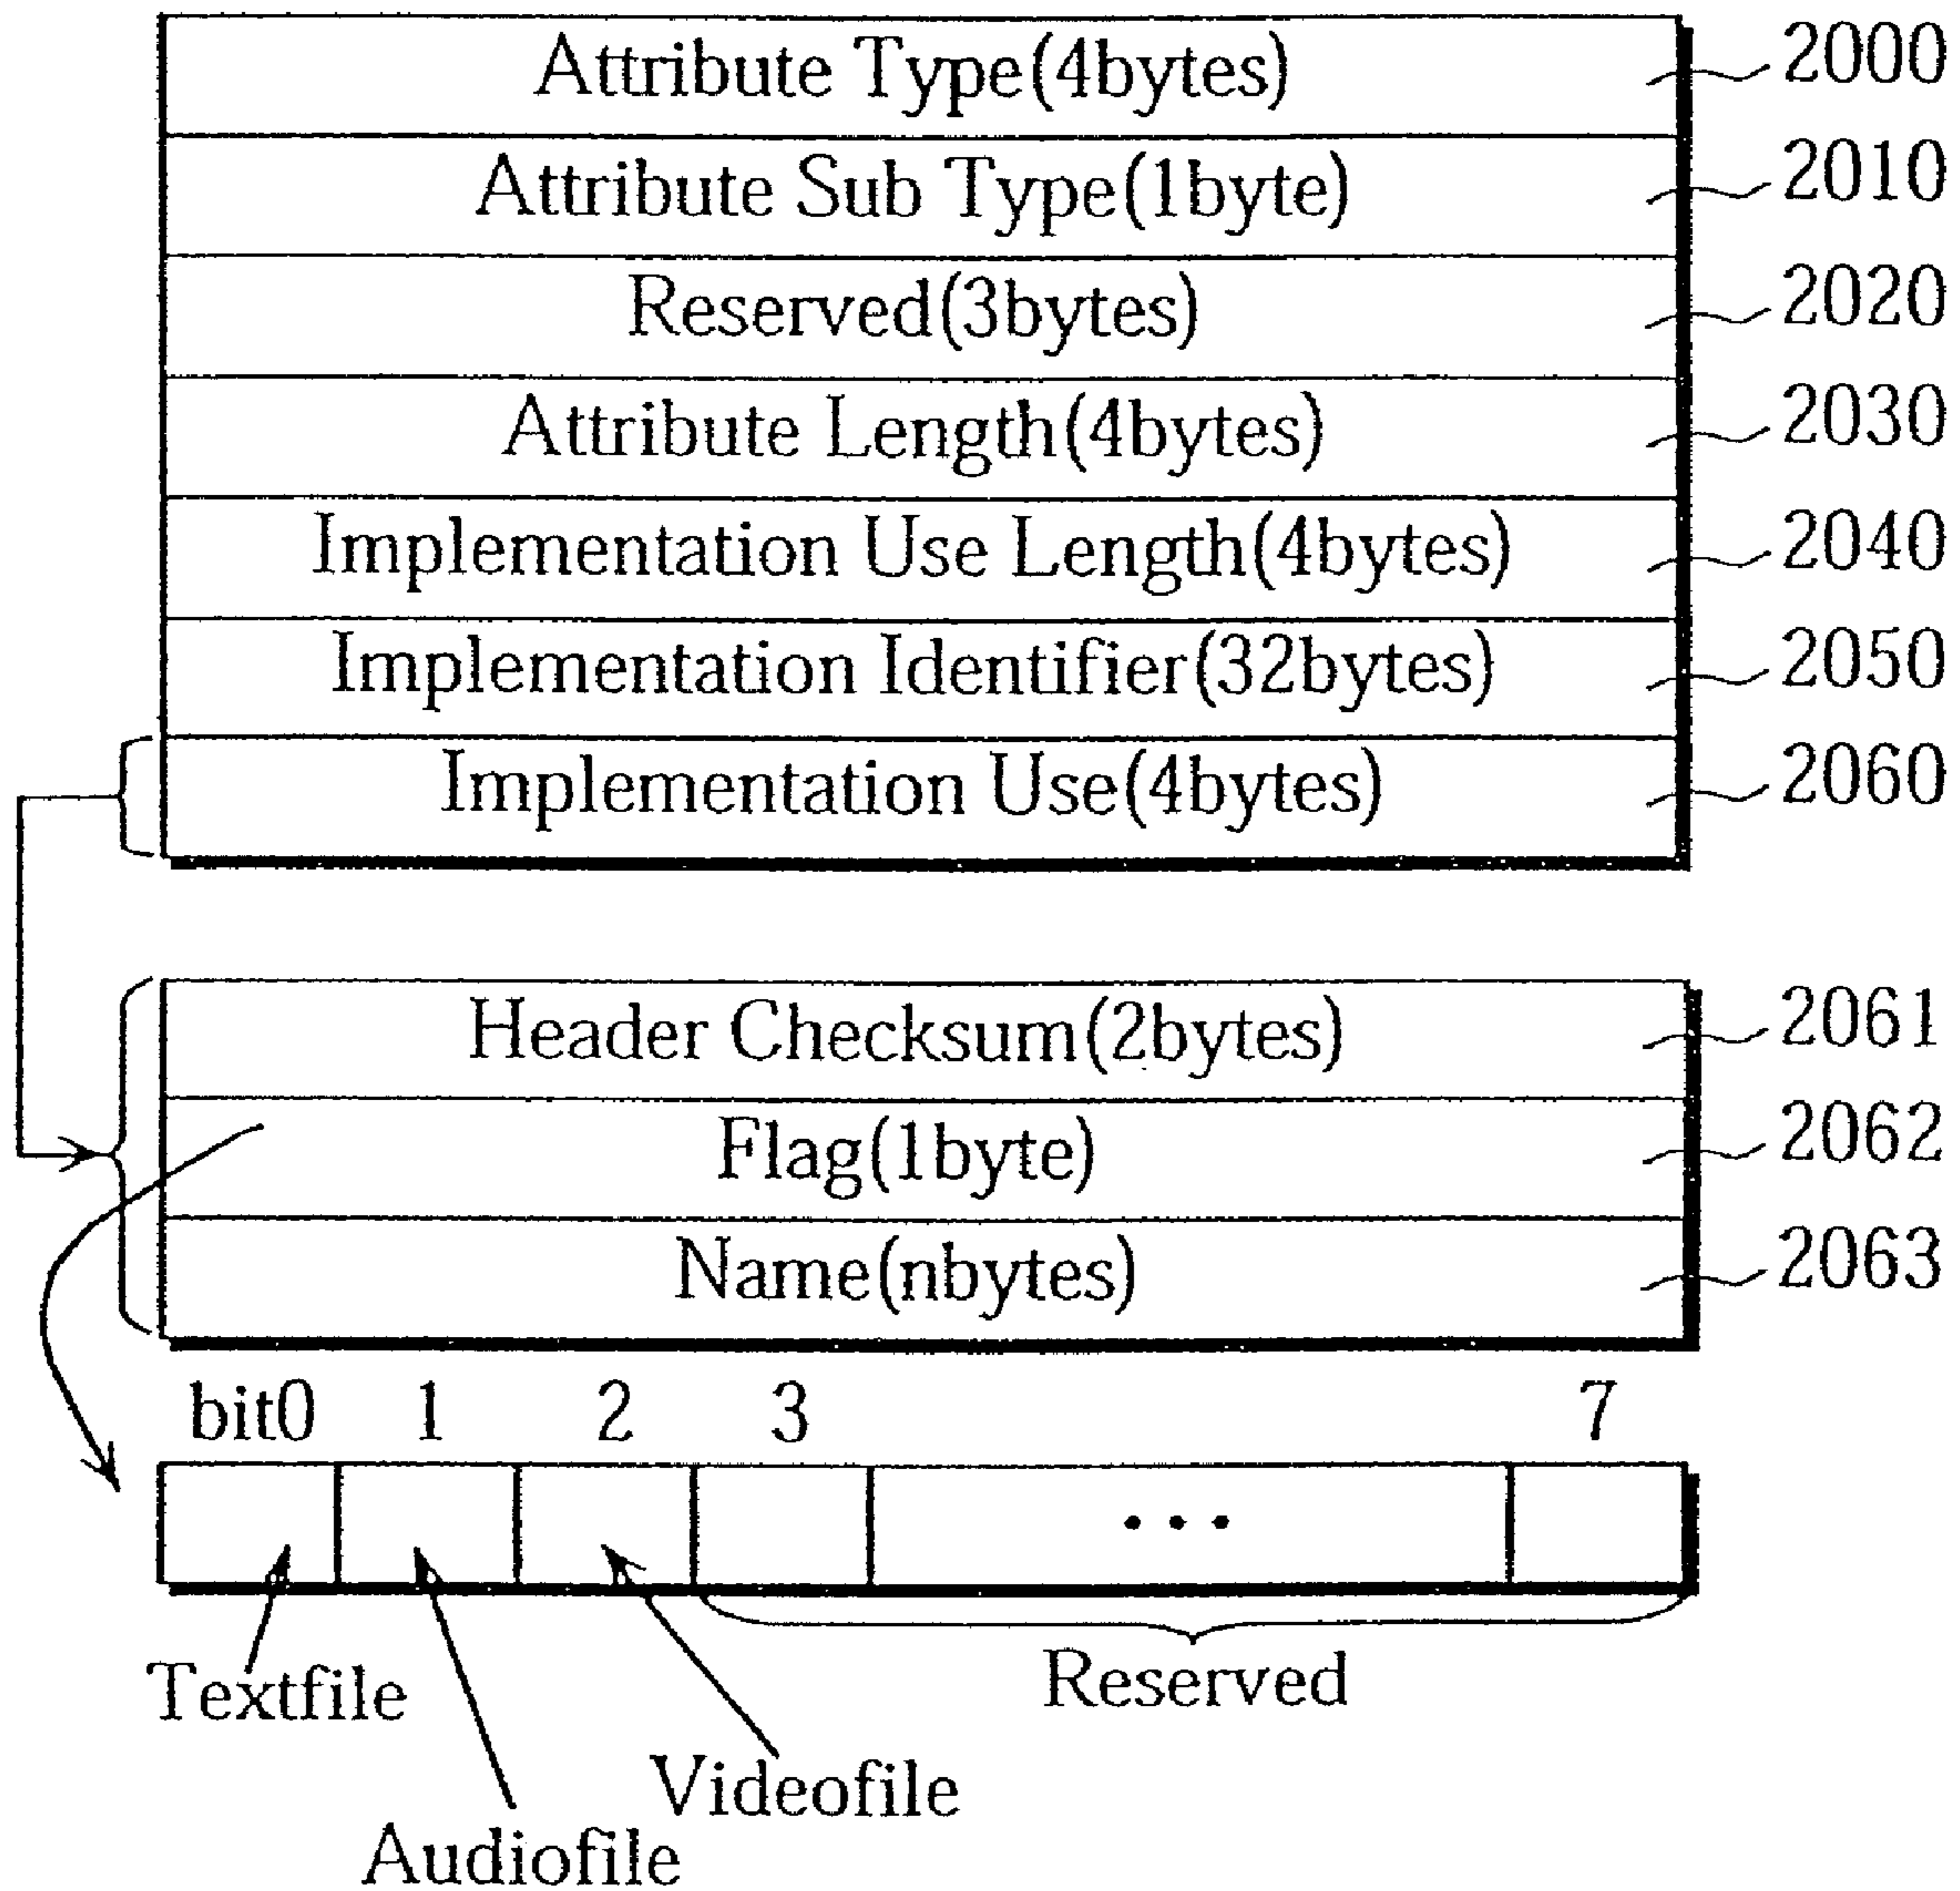 Attribute Type(4bytes) 2000
Attribute Sub Type(1byte) 2010
Reserved(3bytes) 2020
Attribute Length(4bytes) 2030
Implementation Use Length(4bytes) 2040
Implementation Identifier(32bytes) 2050
Implementation Use(4bytes) 2060
Header Checksum(2bytes) 2061
Flag(1byte) 2062
Name(nbytes) 2063
bit0 1 2 3 7
...
Textfile Reserved
Videofile
Audiofile